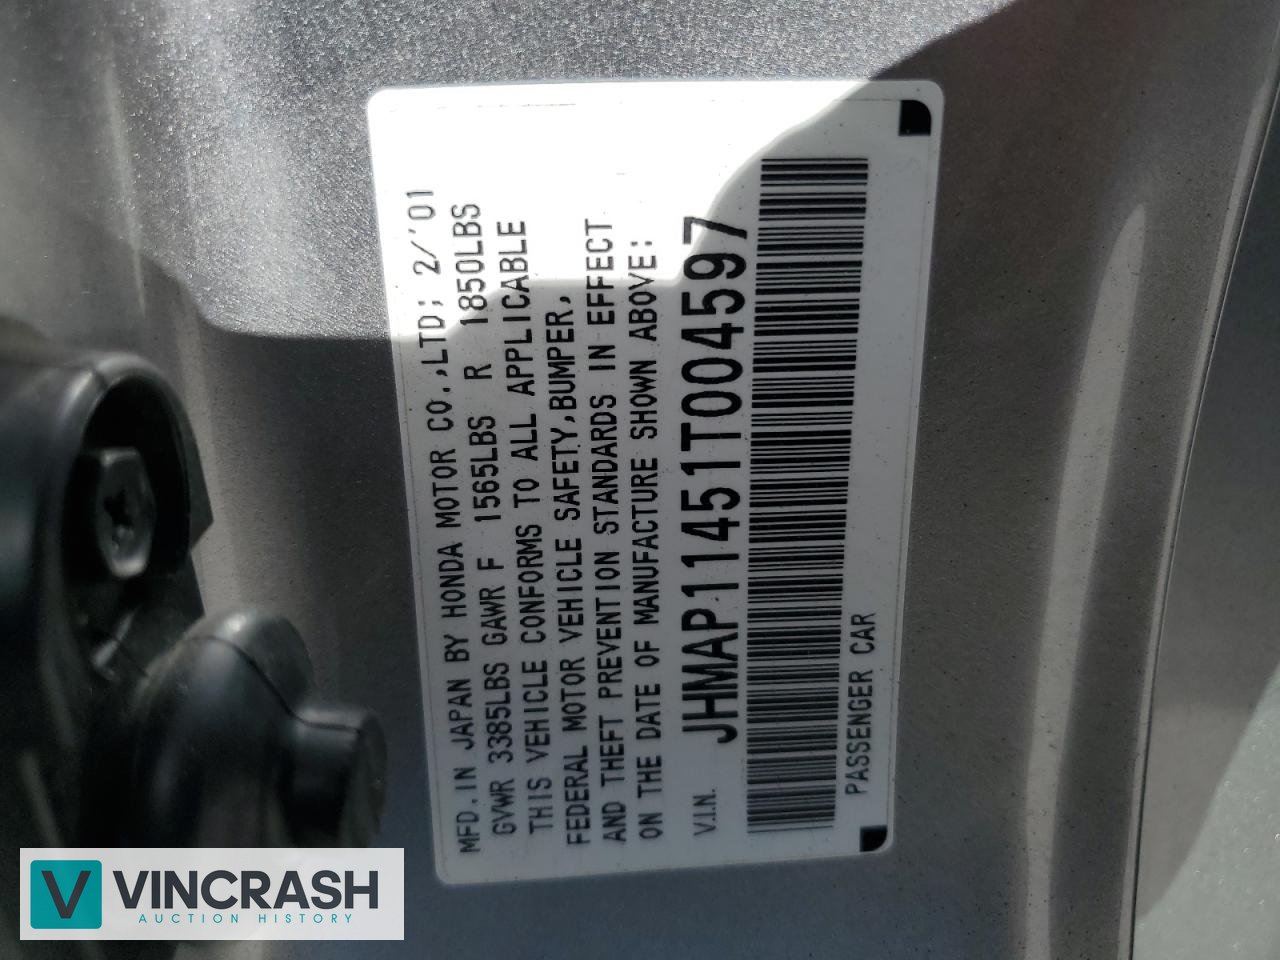 MFD. IN JAPAN BY HONDA MOTOR CO.,LTD; 2/'01
GVWR 3385LBS GAWR F 1565LBS R 1850LBS
THIS VEHICLE CONFORMS TO ALL APPLICABLE
FEDERAL MOTOR VEHICLE SAFETY,BUMPER,
AND THEFT PREVENTION STANDARDS IN EFFECT
ON THE DATE OF MANUFACTURE SHOWN ABOVE:
V.I.N. JHMAP11451T004597
PASSENGER CAR
V VINCRASH
AUCTION HISTORY